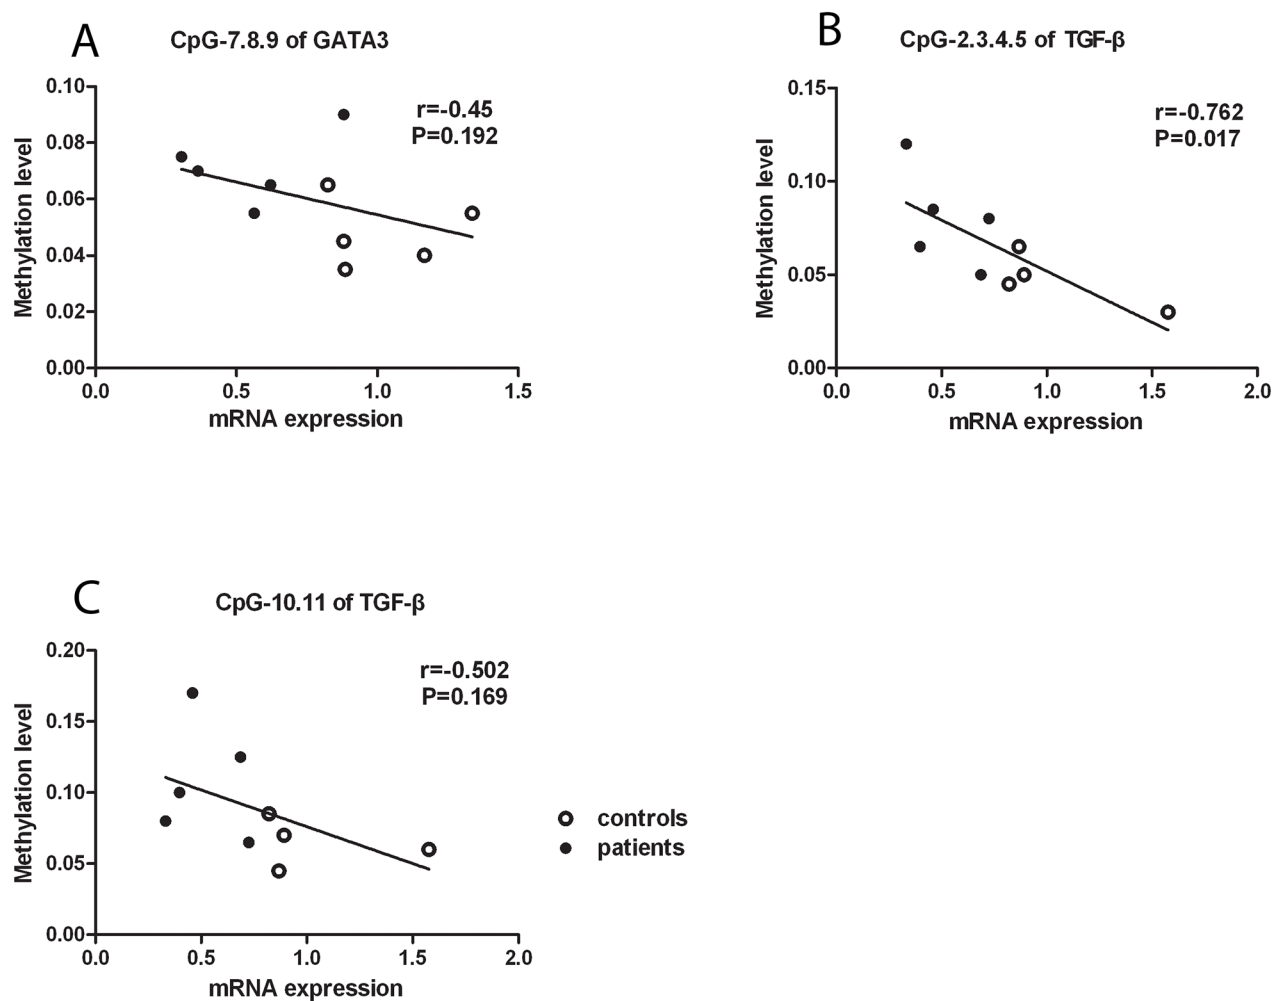 A
CpG-7.8.9 of GATA3
r=-0.45
P=0.192
0.10
0.08
0.06
0.04
0.02
0.00
Methylation level
0.0 0.5 1.0 1.5
mRNA expression
B
CpG-2.3.4.5 of TGF-β
r=-0.762
P=0.017
0.15
0.10
0.05
0.00
Methylation level
0.0 0.5 1.0 1.5 2.0
mRNA expression
C
CpG-10.11 of TGF-β
r=-0.502
P=0.169
0.20
0.15
0.10
0.05
0.00
Methylation level
0.0 0.5 1.0 1.5 2.0
mRNA expression
controls
patients